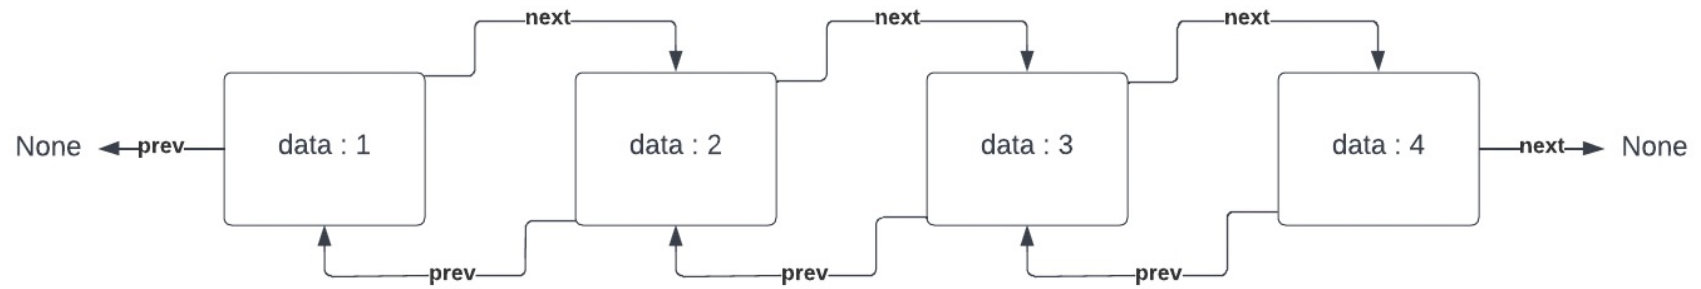 next next next
None prev data : 1 data : 2 data : 3 data : 4 next None
prev prev prev